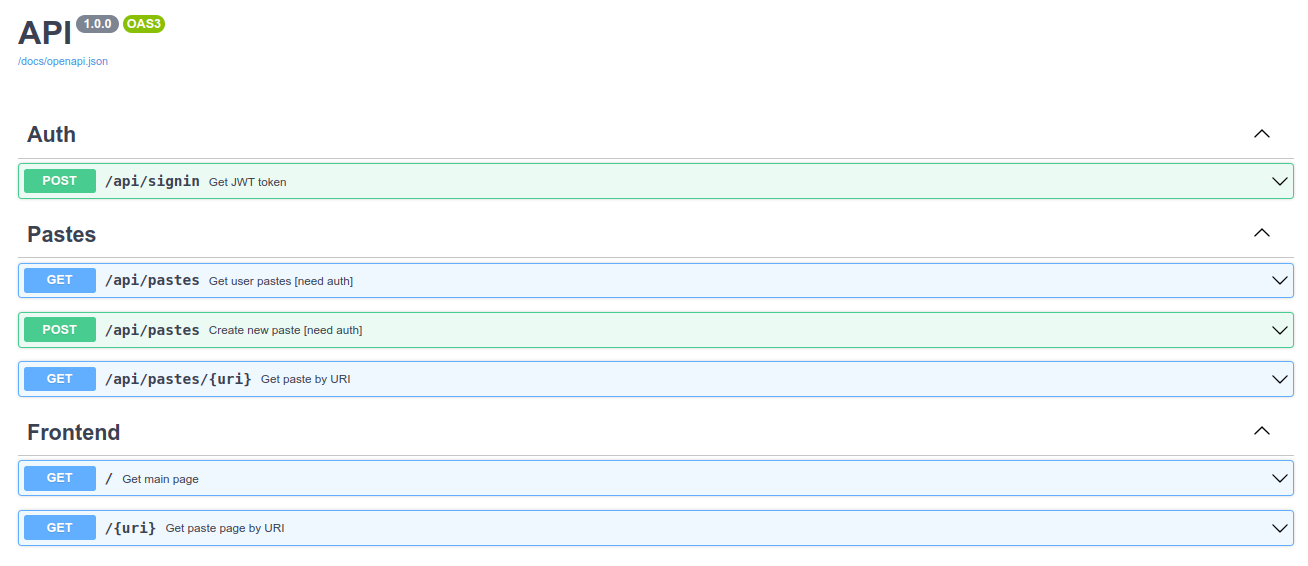 API 1.0.0 OAS3
/docs/openapi.json
Auth
POST /api/signin Get JWT token
Pastes
GET /api/pastes Get user pastes [need auth]
POST /api/pastes Create new paste [need auth]
GET /api/pastes/{uri} Get paste by URI
Frontend
GET / Get main page
GET /{uri} Get paste page by URI